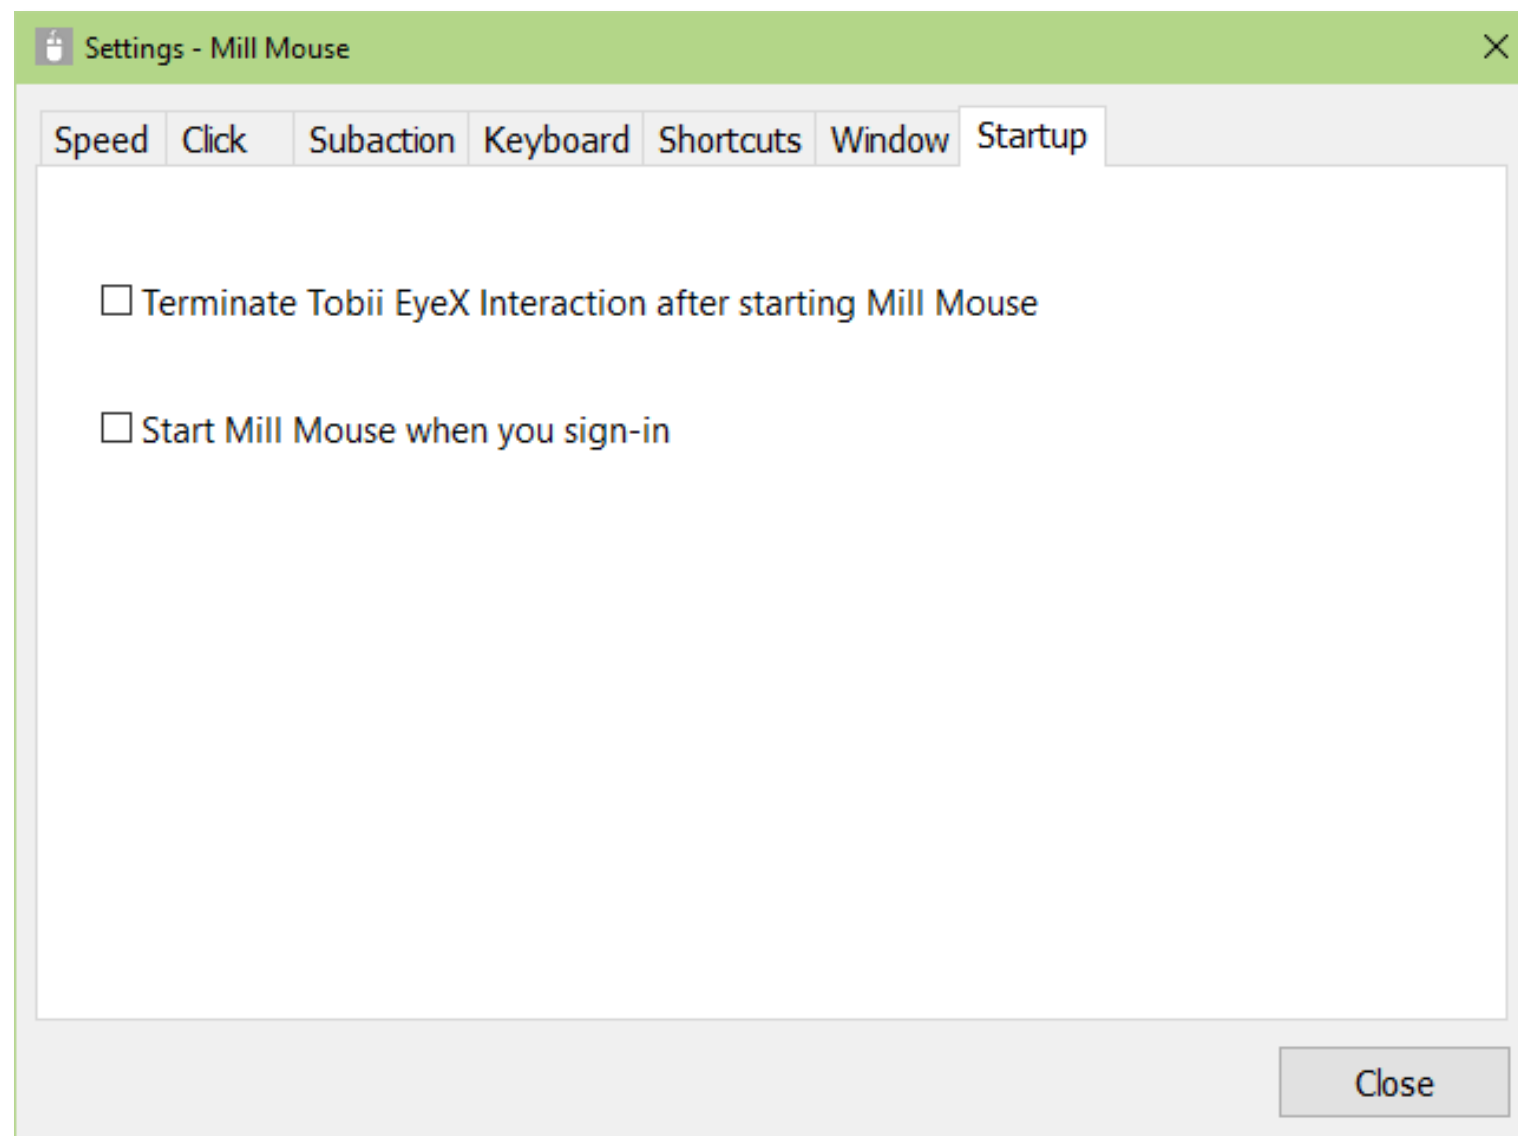 Settings - Mill Mouse
Speed Click Subaction Keyboard Shortcuts Window Startup
Terminate Tobii EyeX Interaction after starting Mill Mouse
Start Mill Mouse when you sign-in
Close